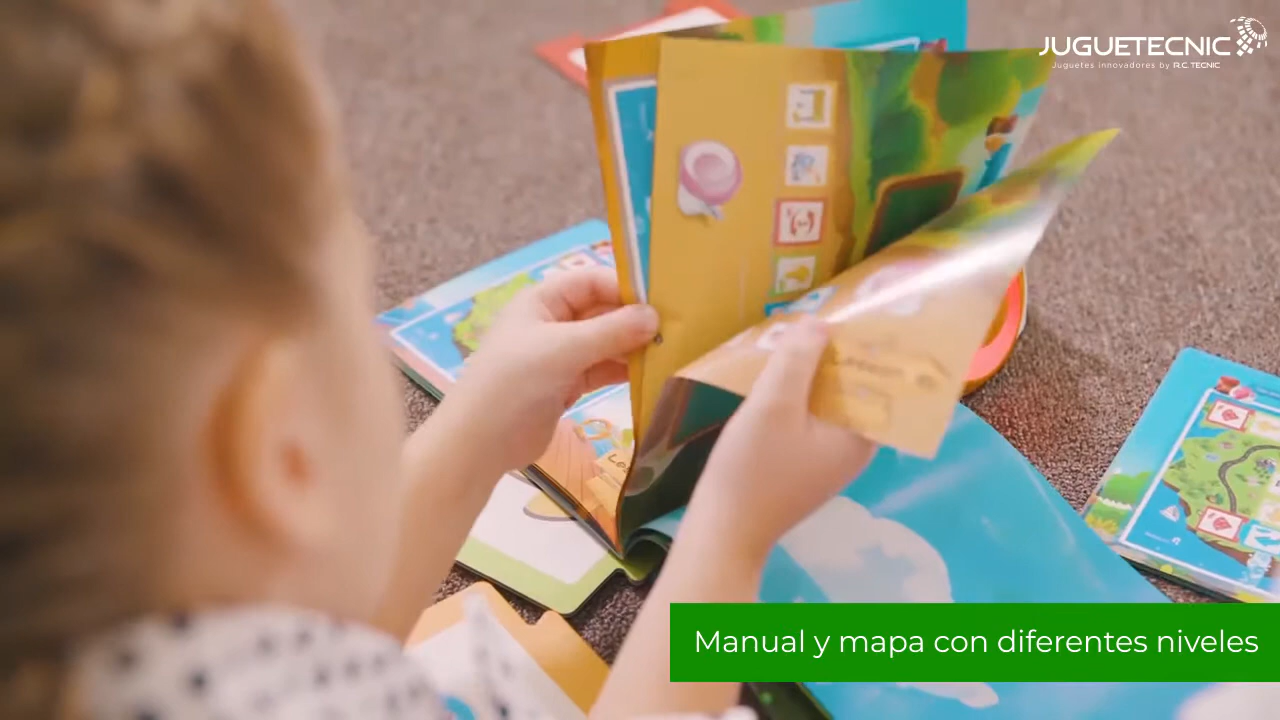 JUGUETECNIC
Juguetes innovadores by R.C. TECNIC
Manual y mapa con diferentes niveles